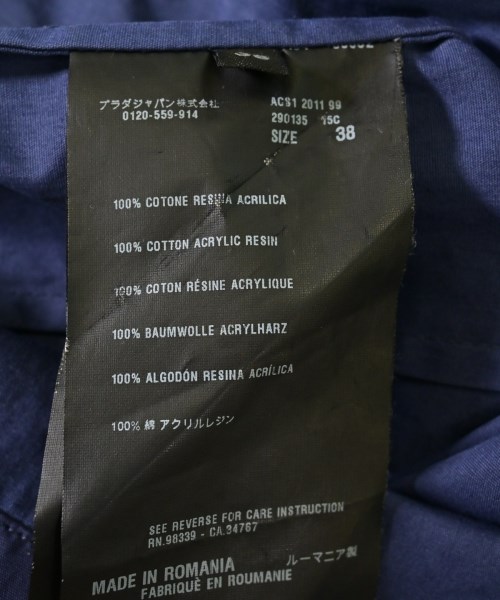 プラダジャパン株式会社
0120-559-914
ACS1 2011 99
290135 15C
SIZE 38
100% COTONE RESINA ACRILICA
100% COTTON ACRYLIC RESIN
100% COTON RÉSINE ACRYLIQUE
100% BAUMWOLLE ACRYLHARZ
100% ALGODÓN RESINA ACRÍLICA
100% 綿 アクリルレジン
SEE REVERSE FOR CARE INSTRUCTION
RN.98339 - CA.34767
MADE IN ROMANIA ルーマニア製
FABRIQUÉ EN ROUMANIE